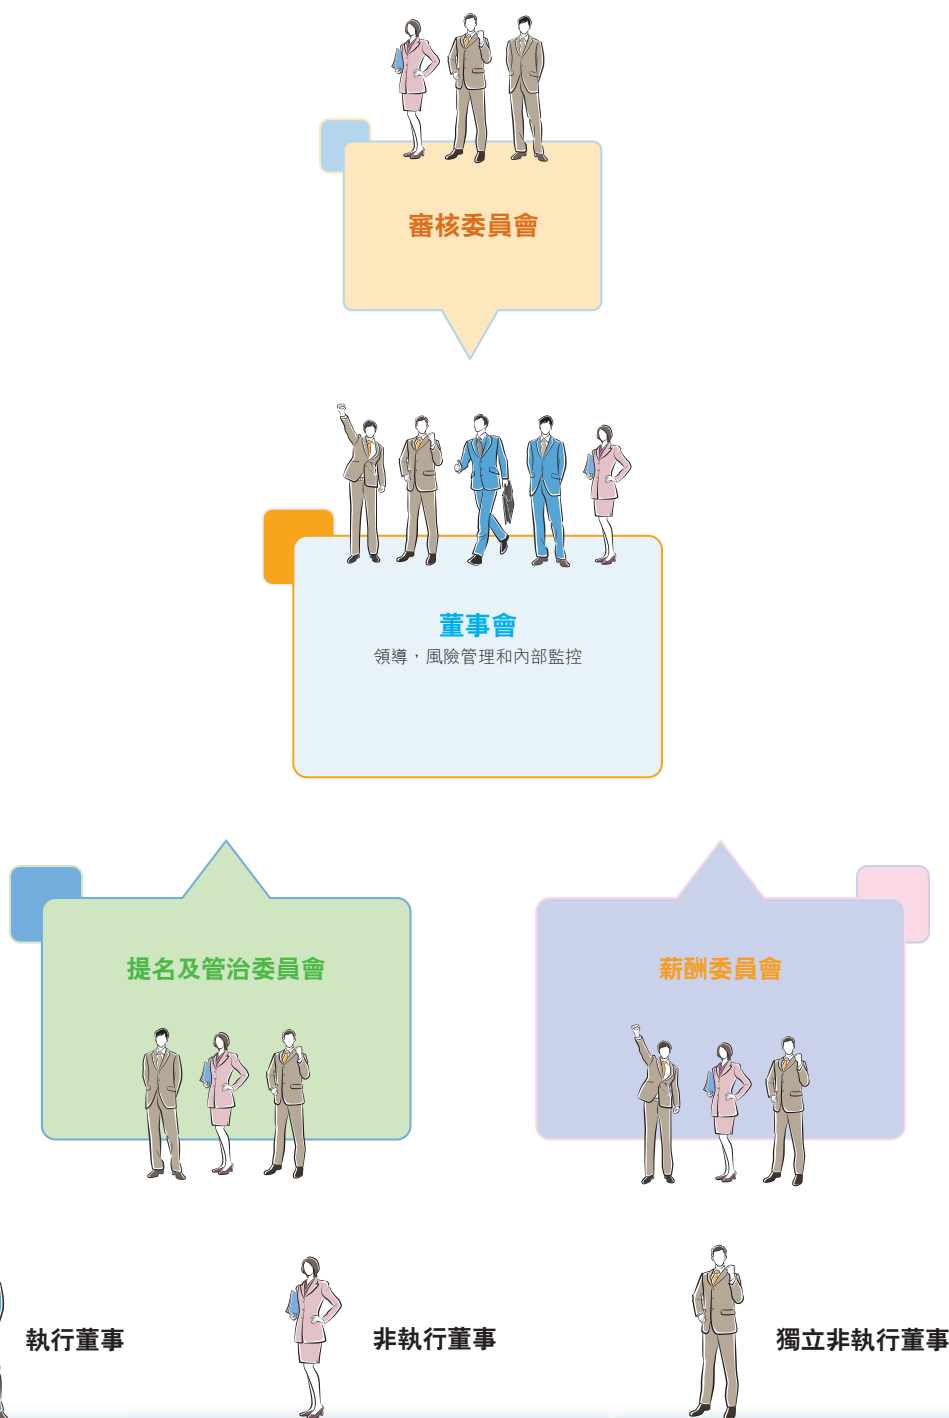 審核委員會
董事會
領導，風險管理和內部監控
提名及管治委員會
薪酬委員會
執行董事
非執行董事
獨立非執行董事